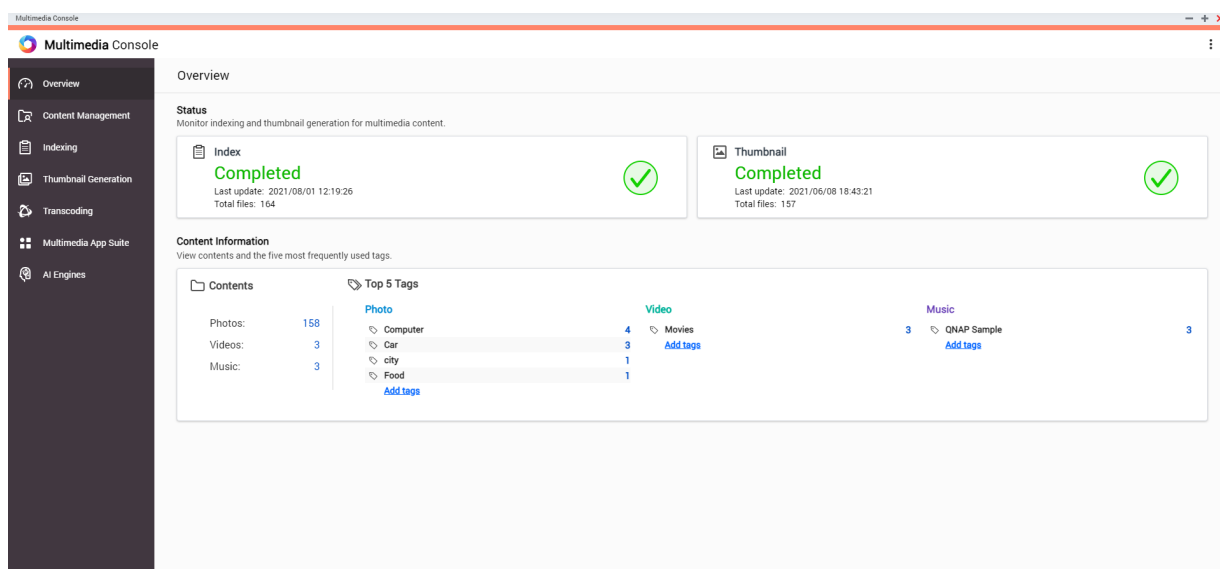 Multimedia Console
Multimedia Console
Overview
Content Management
Indexing
Thumbnail Generation
Transcoding
Multimedia App Suite
AI Engines
Overview
Status
Monitor indexing and thumbnail generation for multimedia content.
Index
Completed
Last update: 2021/08/01 12:19:26
Total files: 164
Thumbnail
Completed
Last update: 2021/06/08 18:43:21
Total files: 157
Content Information
View contents and the five most frequently used tags.
Contents
Photos: 158
Videos: 3
Music: 3
Top 5 Tags
Photo
Computer 4
Car 3
city 1
Food 1
Add tags
Video
Movies 3
Add tags
Music
QNAP Sample 3
Add tags